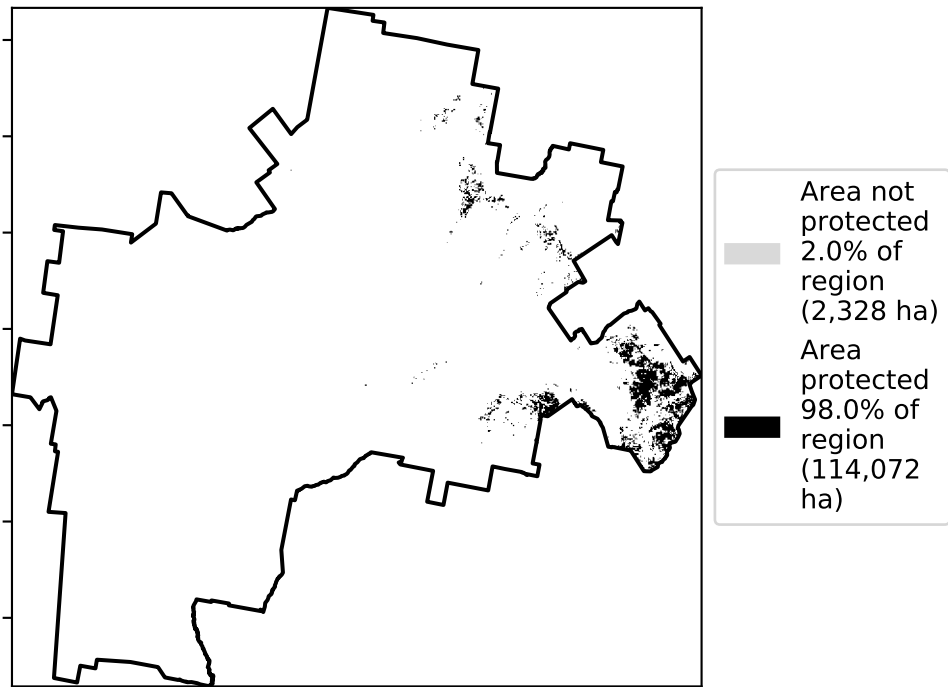 Area not
protected
2.0% of
region
(2,328 ha)
Area
protected
98.0% of
region
(114,072
ha)